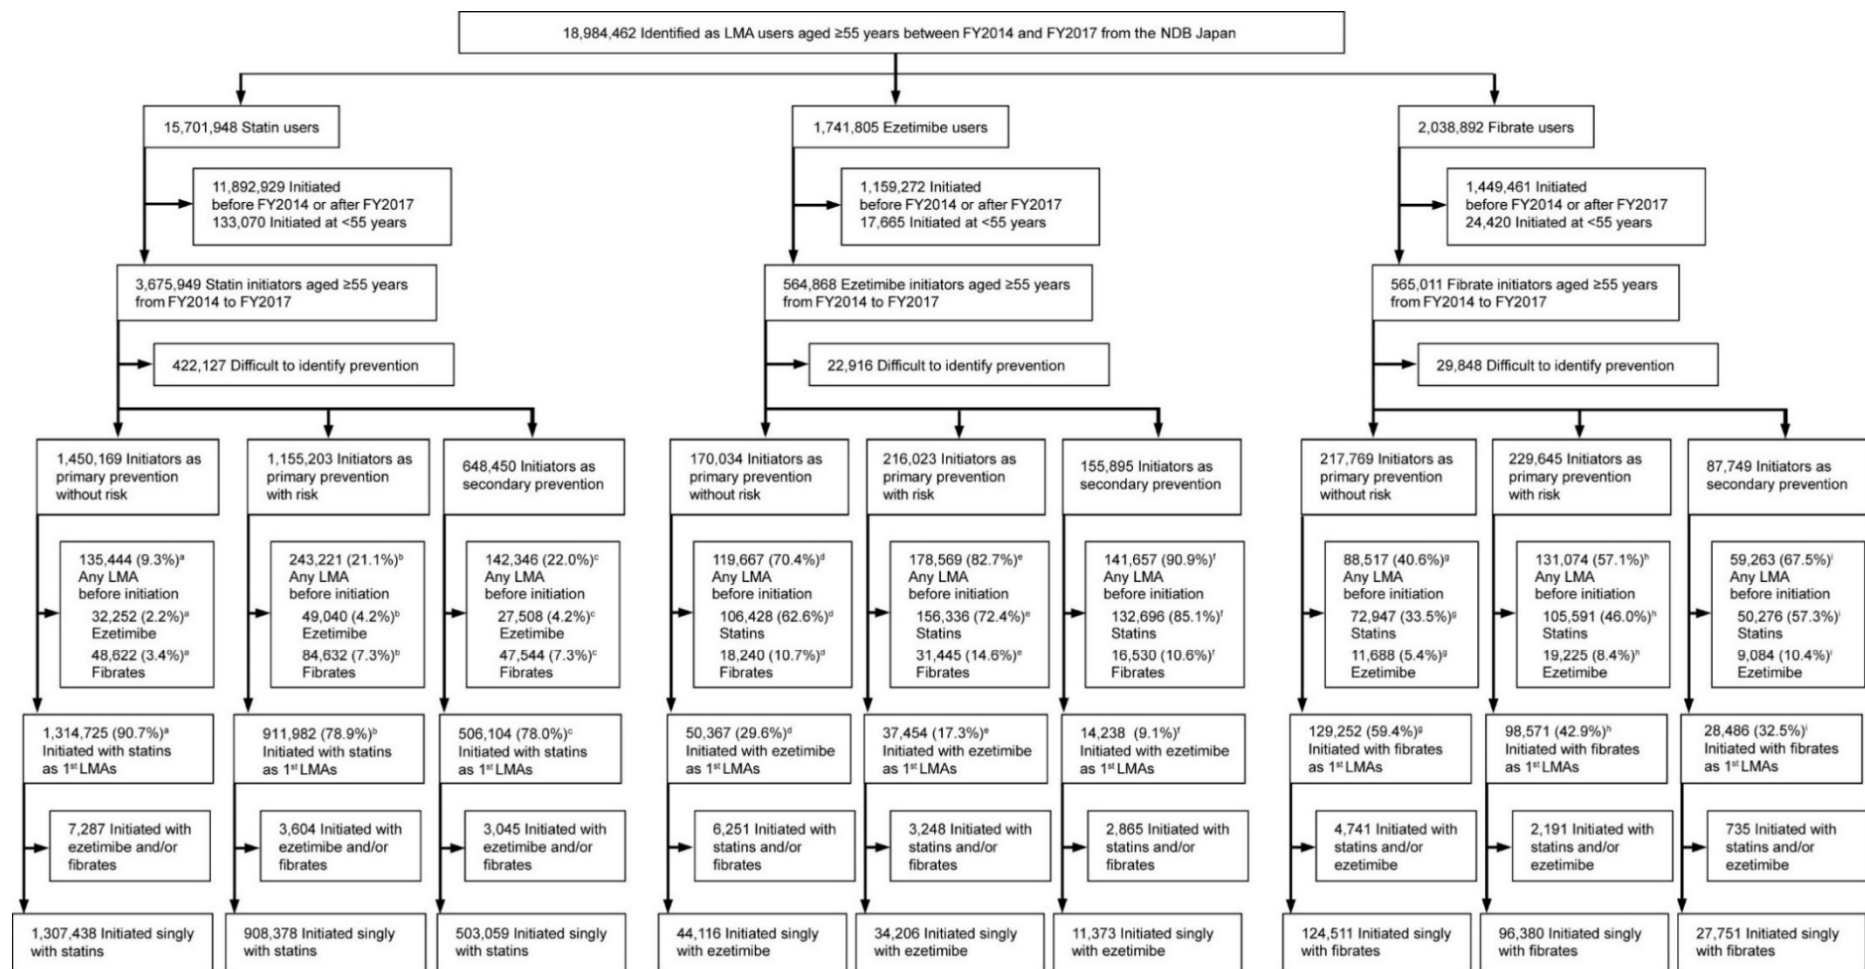 18,984,462 Identified as LMA users aged ≥55 years between FY2014 and FY2017 from the NDB Japan
15,701,948 Statin users
1,741,805 Ezetimibe users
2,038,892 Fibrate users
11,892,929 Initiated
before FY2014 or after FY2017
133,070 Initiated at <55 years
1,159,272 Initiated
before FY2014 or after FY2017
17,665 Initiated at <55 years
1,449,461 Initiated
before FY2014 or after FY2017
24,420 Initiated at <55 years
3,675,949 Statin initiators aged ≥55 years
from FY2014 to FY2017
564,868 Ezetimibe initiators aged ≥55 years
from FY2014 to FY2017
565,011 Fibrate initiators aged ≥55 years
from FY2014 to FY2017
422,127 Difficult to identify prevention
22,916 Difficult to identify prevention
29,848 Difficult to identify prevention
1,450,169 Initiators as
primary prevention
without risk
1,155,203 Initiators as
primary prevention
with risk
648,450 Initiators as
secondary prevention
170,034 Initiators as
primary prevention
without risk
216,023 Initiators as
primary prevention
with risk
155,895 Initiators as
secondary prevention
217,769 Initiators as
primary prevention
without risk
229,645 Initiators as
primary prevention
with risk
87,749 Initiators as
secondary prevention
135,444 (9.3%)ᵃ
Any LMA
before initiation
32,252 (2.2%)ᵃ
Ezetimibe
48,622 (3.4%)ᵃ
Fibrates
243,221 (21.1%)ᵇ
Any LMA
before initiation
49,040 (4.2%)ᵇ
Ezetimibe
84,632 (7.3%)ᵇ
Fibrates
142,346 (22.0%)ᶜ
Any LMA
before initiation
27,508 (4.2%)ᶜ
Ezetimibe
47,544 (7.3%)ᶜ
Fibrates
119,667 (70.4%)ᵈ
Any LMA
before initiation
106,428 (62.6%)ᵈ
Statins
18,240 (10.7%)ᵈ
Fibrates
178,569 (82.7%)ᵉ
Any LMA
before initiation
156,336 (72.4%)ᵉ
Statins
31,445 (14.6%)ᵉ
Fibrates
141,657 (90.9%)ᶠ
Any LMA
before initiation
132,696 (85.1%)ᶠ
Statins
16,530 (10.6%)ᶠ
Fibrates
88,517 (40.6%)ᵍ
Any LMA
before initiation
72,947 (33.5%)ᵍ
Statins
11,688 (5.4%)ᵍ
Ezetimibe
131,074 (57.1%)ʰ
Any LMA
before initiation
105,591 (46.0%)ʰ
Statins
19,225 (8.4%)ʰ
Ezetimibe
59,263 (67.5%)ⁱ
Any LMA
before initiation
50,276 (57.3%)ⁱ
Statins
9,084 (10.4%)ⁱ
Ezetimibe
1,314,725 (90.7%)ᵃ
Initiated with statins
as 1ˢᵗ LMAs
911,982 (78.9%)ᵇ
Initiated with statins
as 1ˢᵗ LMAs
506,104 (78.0%)ᶜ
Initiated with statins
as 1ˢᵗ LMAs
50,367 (29.6%)ᵈ
Initiated with ezetimibe
as 1ˢᵗ LMAs
37,454 (17.3%)ᵉ
Initiated with ezetimibe
as 1ˢᵗ LMAs
14,238 (9.1%)ᶠ
Initiated with ezetimibe
as 1ˢᵗ LMAs
129,252 (59.4%)ᵍ
Initiated with fibrates
as 1ˢᵗ LMAs
98,571 (42.9%)ʰ
Initiated with fibrates
as 1ˢᵗ LMAs
28,486 (32.5%)ⁱ
Initiated with fibrates
as 1ˢᵗ LMAs
7,287 Initiated with
ezetimibe and/or
fibrates
3,604 Initiated with
ezetimibe and/or
fibrates
3,045 Initiated with
ezetimibe and/or
fibrates
6,251 Initiated with
statins and/or
fibrates
3,248 Initiated with
statins and/or
fibrates
2,865 Initiated with
statins and/or
fibrates
4,741 Initiated with
statins and/or
ezetimibe
2,191 Initiated with
statins and/or
ezetimibe
735 Initiated with
statins and/or
ezetimibe
1,307,438 Initiated singly
with statins
908,378 Initiated singly
with statins
503,059 Initiated singly
with statins
44,116 Initiated singly
with ezetimibe
34,206 Initiated singly
with ezetimibe
11,373 Initiated singly
with ezetimibe
124,511 Initiated singly
with fibrates
96,380 Initiated singly
with fibrates
27,751 Initiated singly
with fibrates